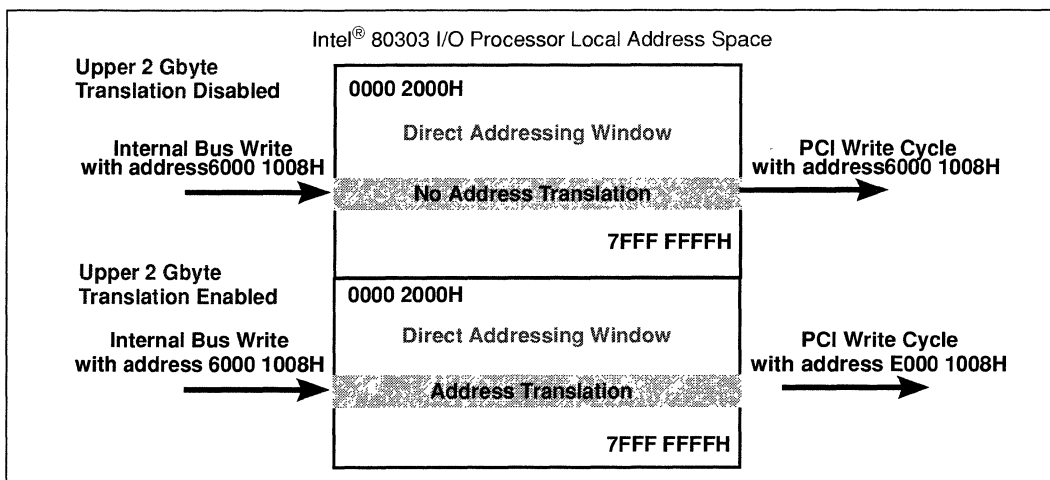 Intel® 80303 I/O Processor Local Address Space
Upper 2 Gbyte
Translation Disabled
0000 2000H
Direct Addressing Window
Internal Bus Write
with address6000 1008H
No Address Translation
PCI Write Cycle
with address6000 1008H
7FFF FFFFH
Upper 2 Gbyte
Translation Enabled
0000 2000H
Direct Addressing Window
Internal Bus Write
with address 6000 1008H
Address Translation
PCI Write Cycle
with address E000 1008H
7FFF FFFFH